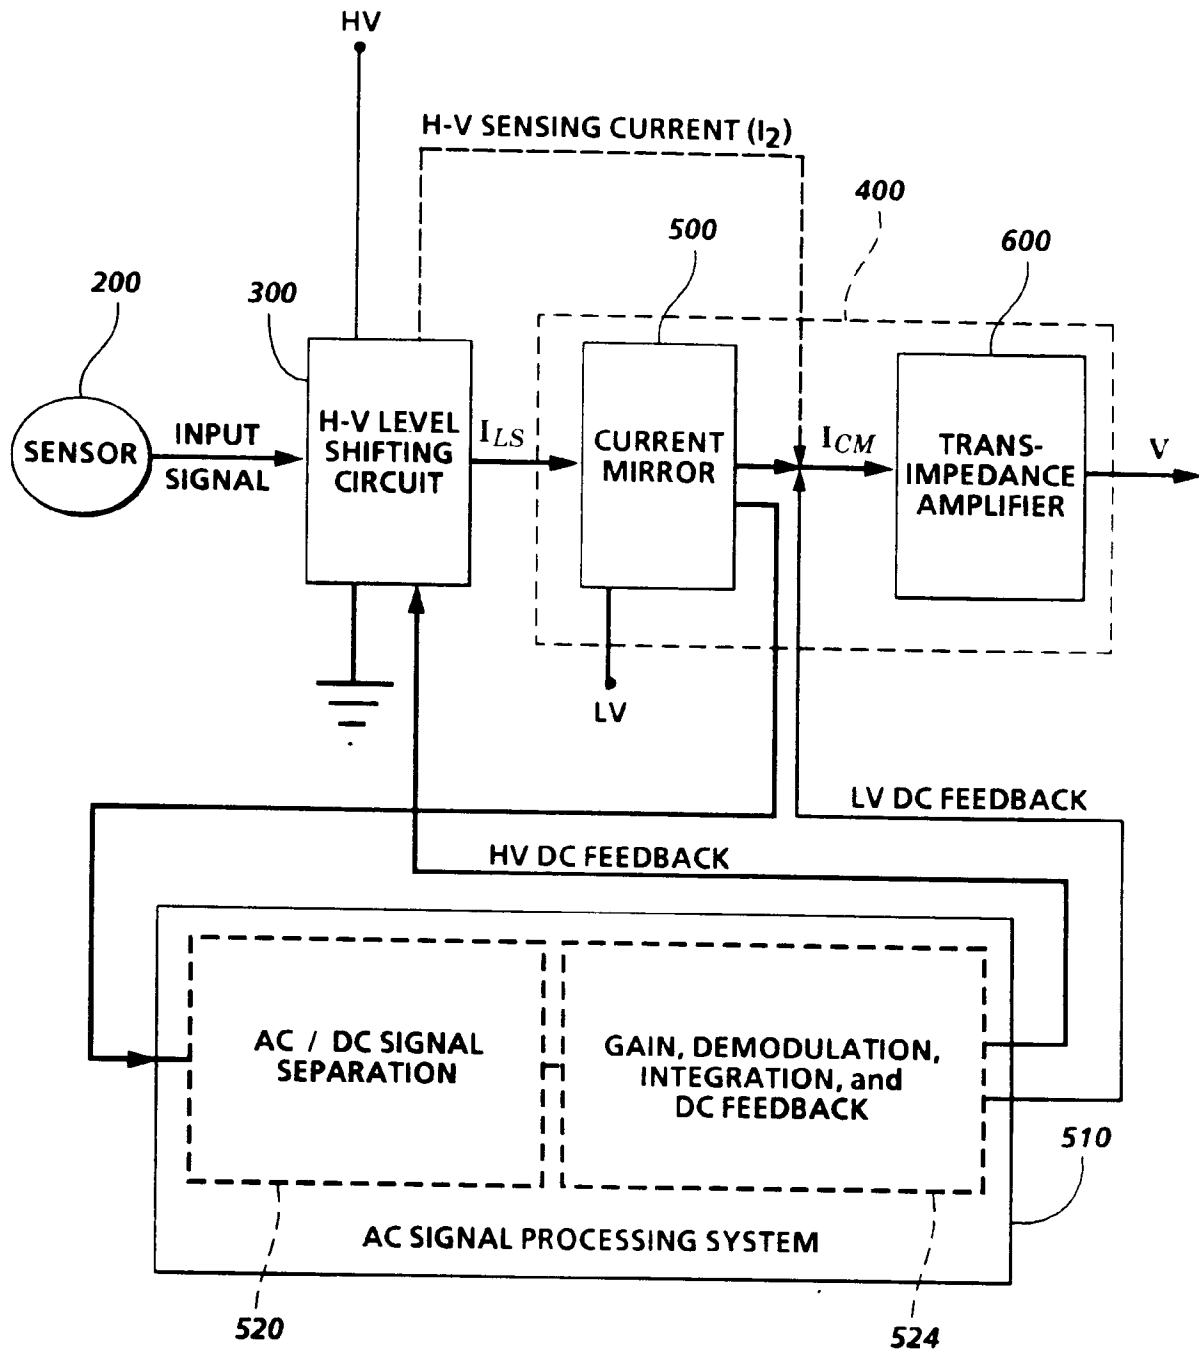 HV
H-V SENSING CURRENT (I2)
400
500
600
200
300
SENSOR
INPUT
SIGNAL
H-V LEVEL
SHIFTING
CIRCUIT
ILS
CURRENT
MIRROR
ICM
TRANS-
IMPEDANCE
AMPLIFIER
V
LV
LV DC FEEDBACK
HV DC FEEDBACK
AC / DC SIGNAL
SEPARATION
GAIN, DEMODULATION,
INTEGRATION, and
DC FEEDBACK
510
AC SIGNAL PROCESSING SYSTEM
520
524